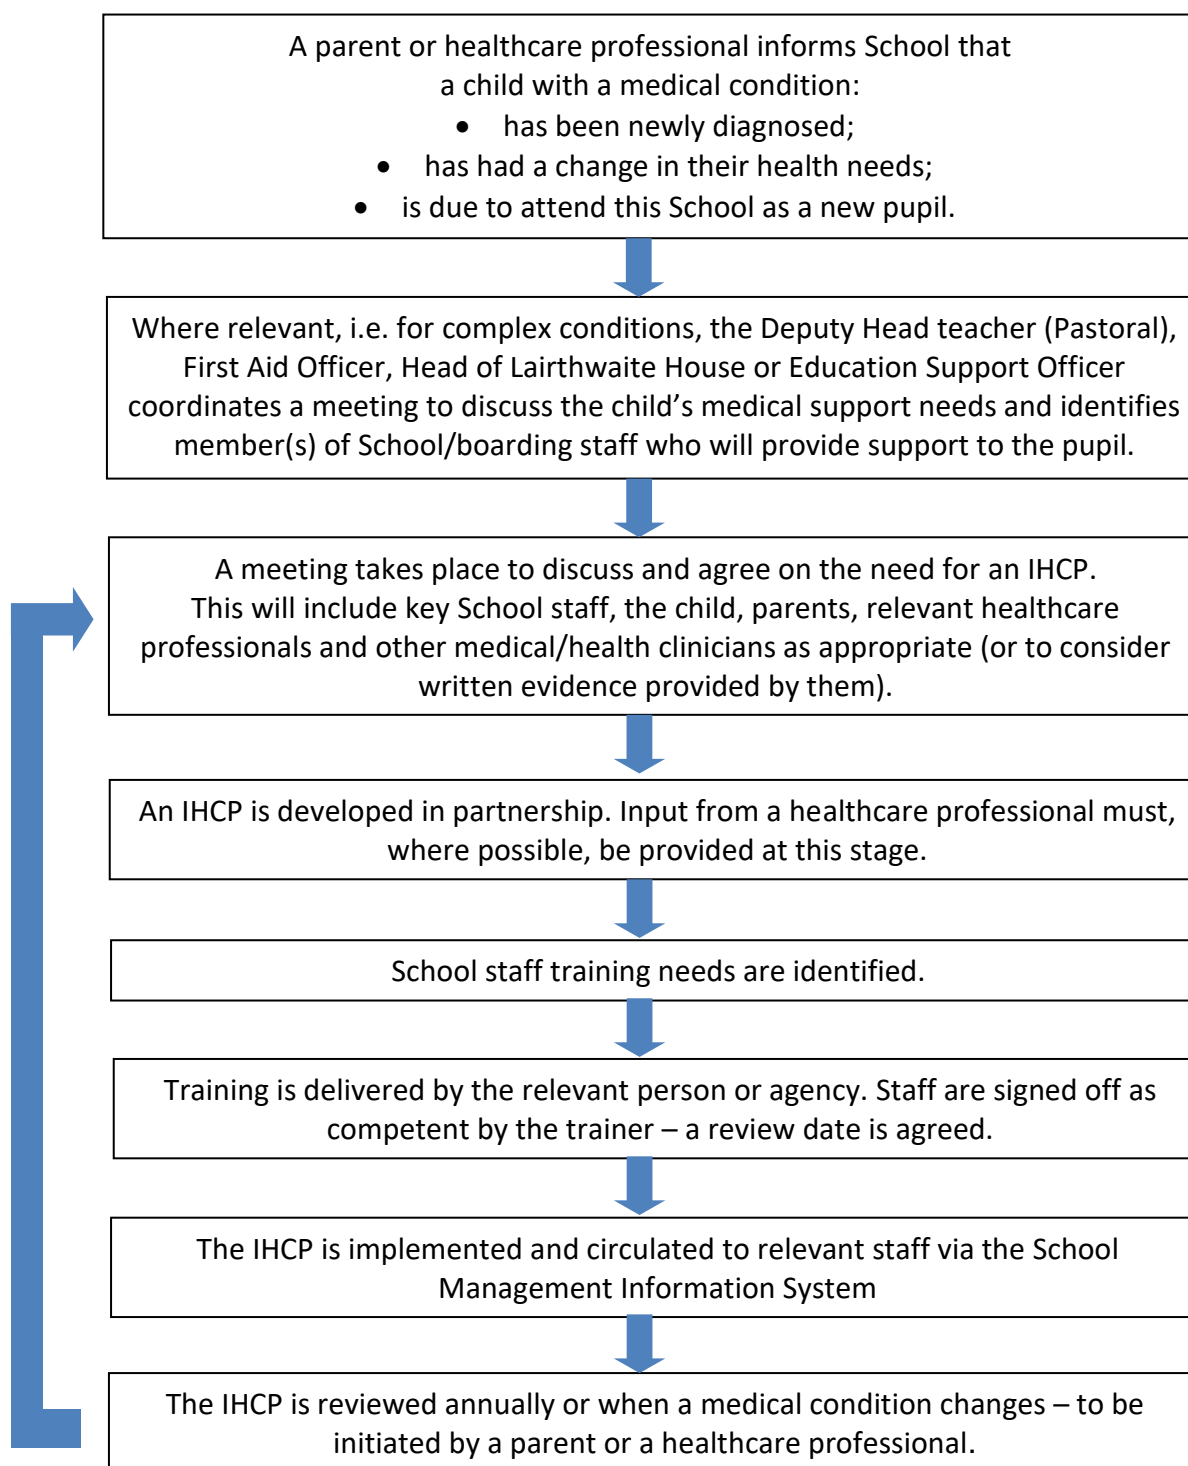 A parent or healthcare professional informs School that
a child with a medical condition:
• has been newly diagnosed;
• has had a change in their health needs;
• is due to attend this School as a new pupil.
Where relevant, i.e. for complex conditions, the Deputy Head teacher (Pastoral),
First Aid Officer, Head of Lairthwaite House or Education Support Officer
coordinates a meeting to discuss the child’s medical support needs and identifies
member(s) of School/boarding staff who will provide support to the pupil.
A meeting takes place to discuss and agree on the need for an IHCP.
This will include key School staff, the child, parents, relevant healthcare
professionals and other medical/health clinicians as appropriate (or to consider
written evidence provided by them).
An IHCP is developed in partnership. Input from a healthcare professional must,
where possible, be provided at this stage.
School staff training needs are identified.
Training is delivered by the relevant person or agency. Staff are signed off as
competent by the trainer – a review date is agreed.
The IHCP is implemented and circulated to relevant staff via the School
Management Information System
The IHCP is reviewed annually or when a medical condition changes – to be
initiated by a parent or a healthcare professional.